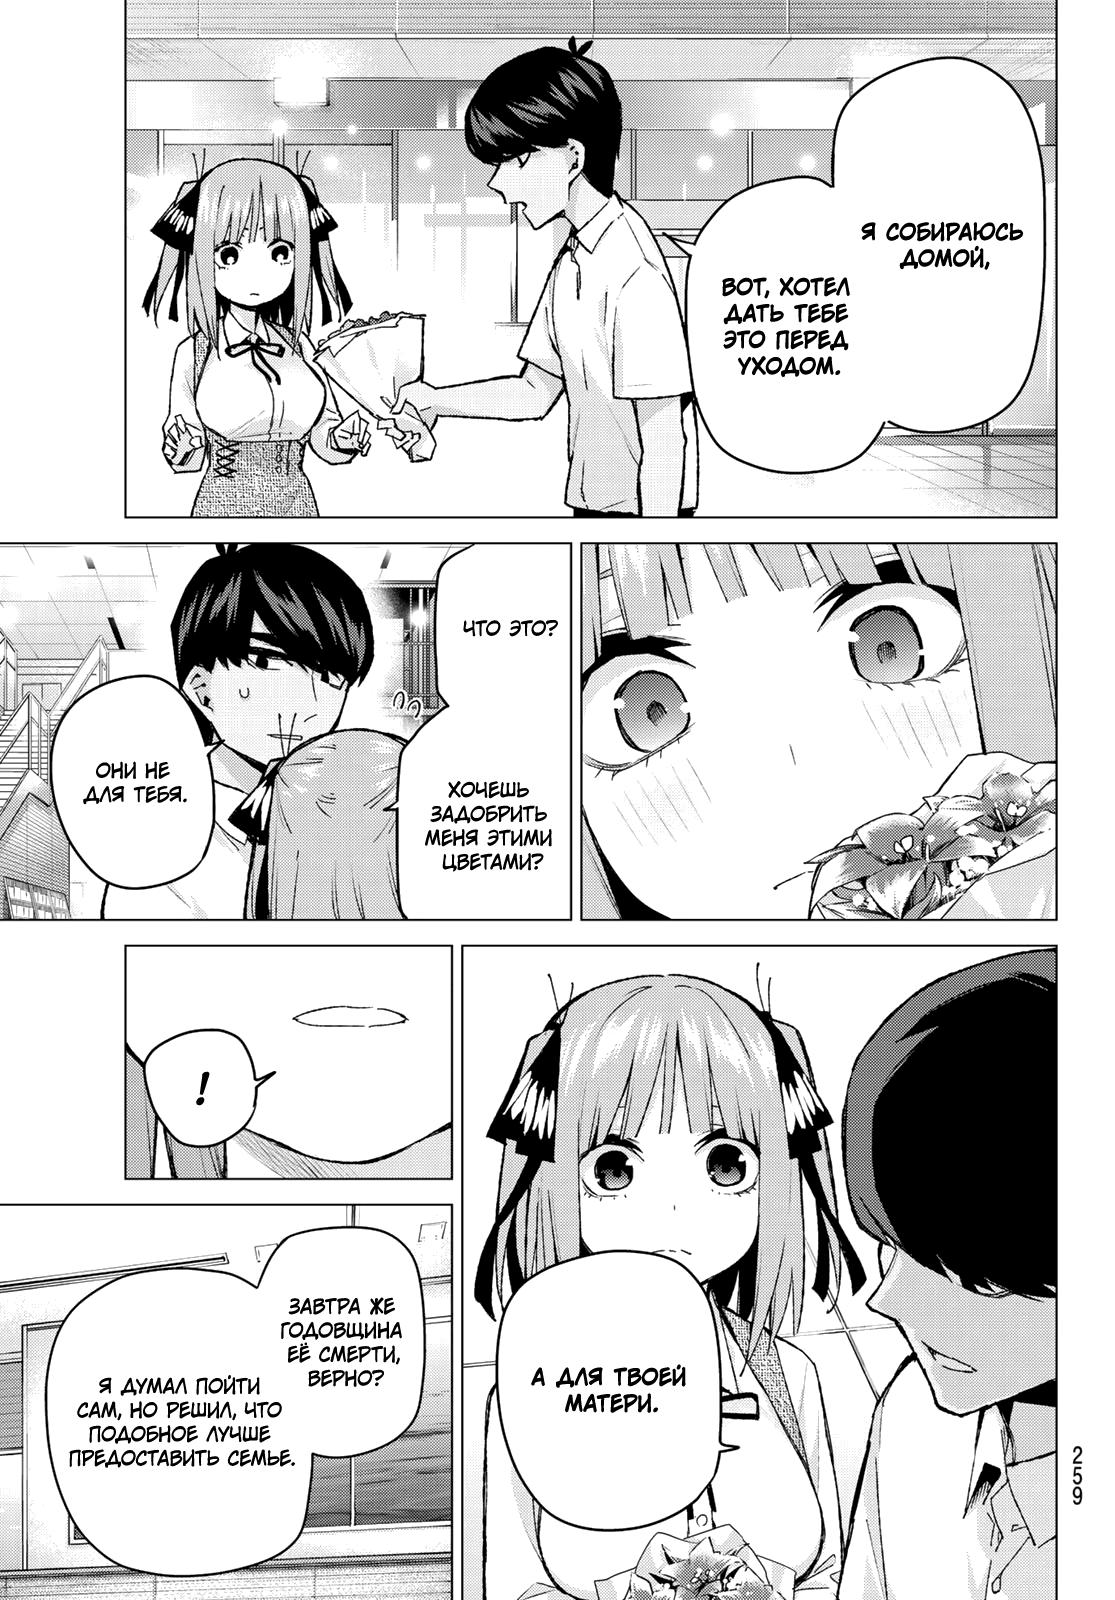 Я СОБИРАЮСЬ
ДОМОЙ,
ВОТ, ХОТЕЛ
ДАТЬ ТЕБЕ
ЭТО ПЕРЕД
УХОДОМ.
ЧТО ЭТО?
ХОЧЕШЬ
ЗАДОБРИТЬ
МЕНЯ ЭТИМИ
ЦВЕТАМИ?
ОНИ НЕ
ДЛЯ ТЕБЯ.
А ДЛЯ ТВОЕЙ
МАТЕРИ.
!
ЗАВТРА ЖЕ
ГОДОВЩИНА
ЕЁ СМЕРТИ,
ВЕРНО?
Я ДУМАЛ ПОЙТИ
САМ, НО РЕШИЛ, ЧТО
ПОДОБНОЕ ЛУЧШЕ
ПРЕДОСТАВИТЬ СЕМЬЕ.
259